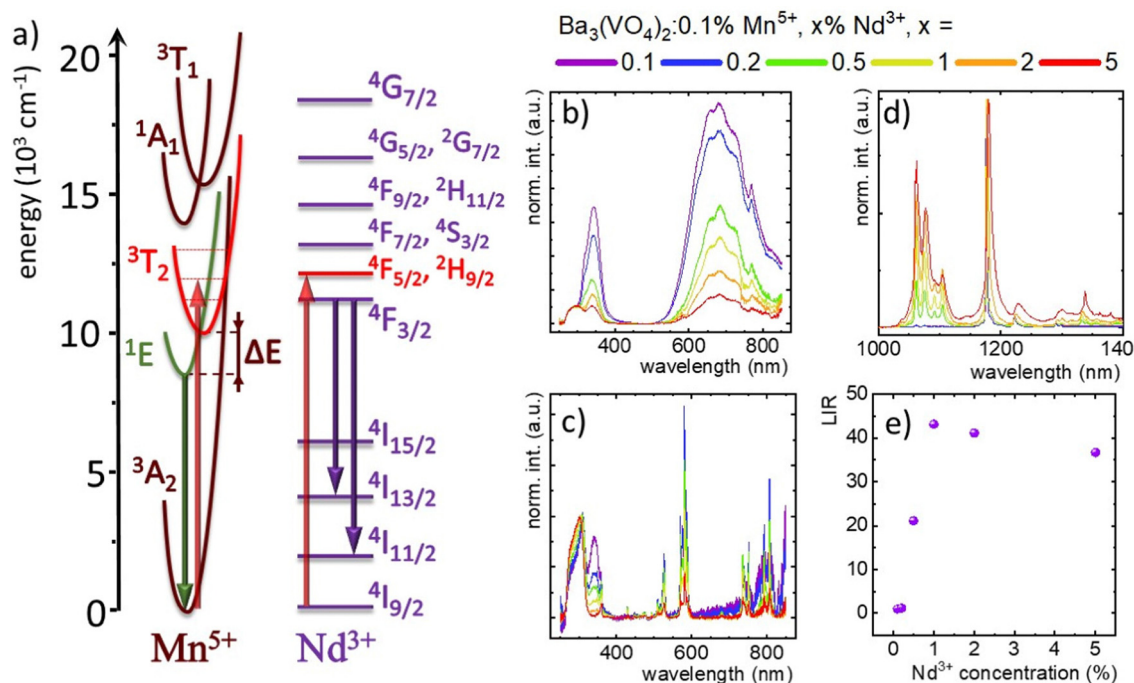 a)
energy (10³ cm⁻¹)
20
15
10
5
0
³T₁
¹A₁
³T₂
¹E
ΔE
³A₂
Mn⁵⁺
⁴G₇/₂
⁴G₅/₂, ²G₇/₂
⁴F₉/₂, ²H₁₁/₂
⁴F₇/₂, ⁴S₃/₂
⁴F₅/₂, ²H₉/₂
⁴F₃/₂
⁴I₁₅/₂
⁴I₁₃/₂
⁴I₁₁/₂
⁴I₉/₂
Nd³⁺
Ba₃(VO₄)₂:0.1% Mn⁵⁺, x% Nd³⁺, x =
0.1 0.2 0.5 1 2 5
b)
norm. int. (a.u.)
400 600 800
wavelength (nm)
d)
norm. int. (a.u.)
1000 1200 140
wavelength (nm)
c)
norm. int. (a.u.)
400 600 800
wavelength (nm)
e)
LIR
50
40
30
20
10
0
0 1 2 3 4 5
Nd³⁺ concentration (%)